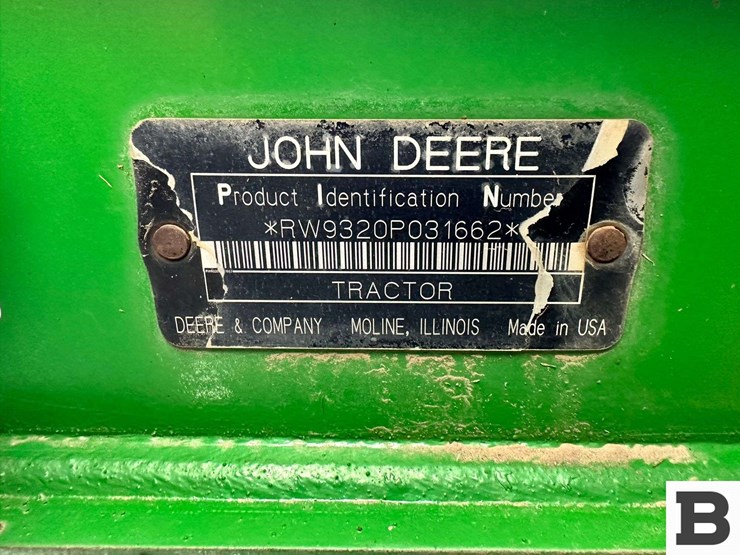 JOHN DEERE
Product Identification Number
*RW9320P031662*
TRACTOR
DEERE & COMPANY MOLINE, ILLINOIS Made in USA
B